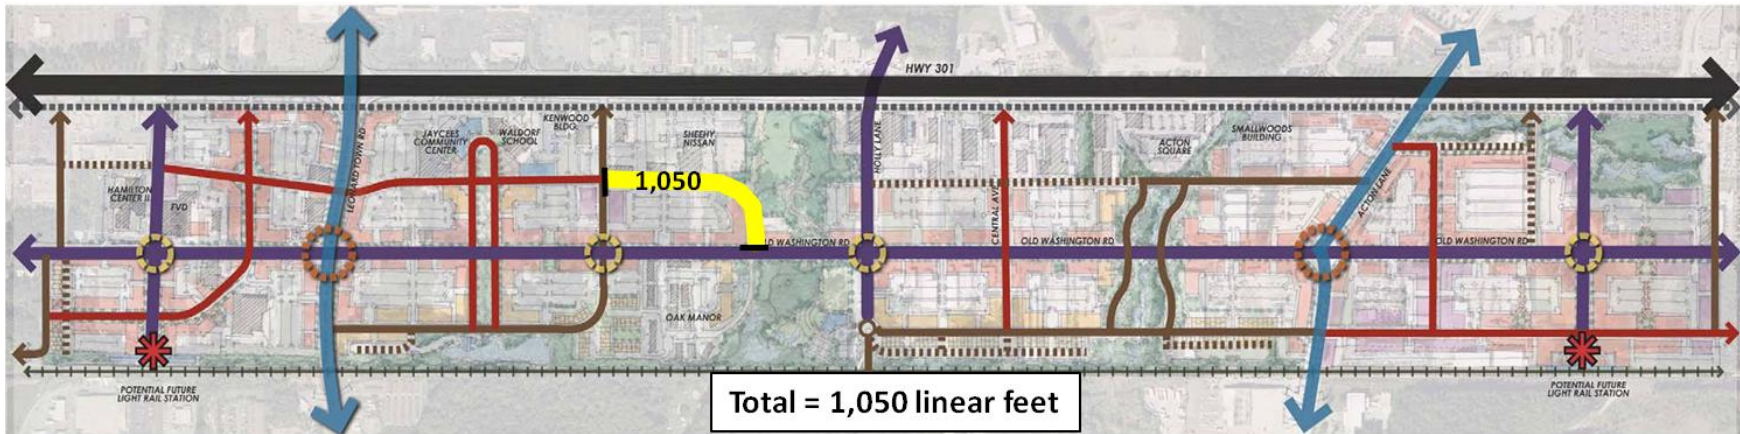 HWY 301
LEONARDTOWN RD
JAYCEES
COMMUNITY
CENTER
WALDORF
SCHOOL
KENWOOD
BLDG.
SHEEHY
NISSAN
HOLLY LANE
ACTON
SQUARE
SMALLWOODS
BUILDING
HAMILTON
CENTER II
FVD
1,050
CENTRAL AVE
ACTON LANE
OLD WASHINGTON RD
OLD WASHINGTON RD
OLD WASHINGTON RD
OAK MANOR
POTENTIAL FUTURE
LIGHT RAIL STATION
Total = 1,050 linear feet
POTENTIAL FUTURE
LIGHT RAIL STATION